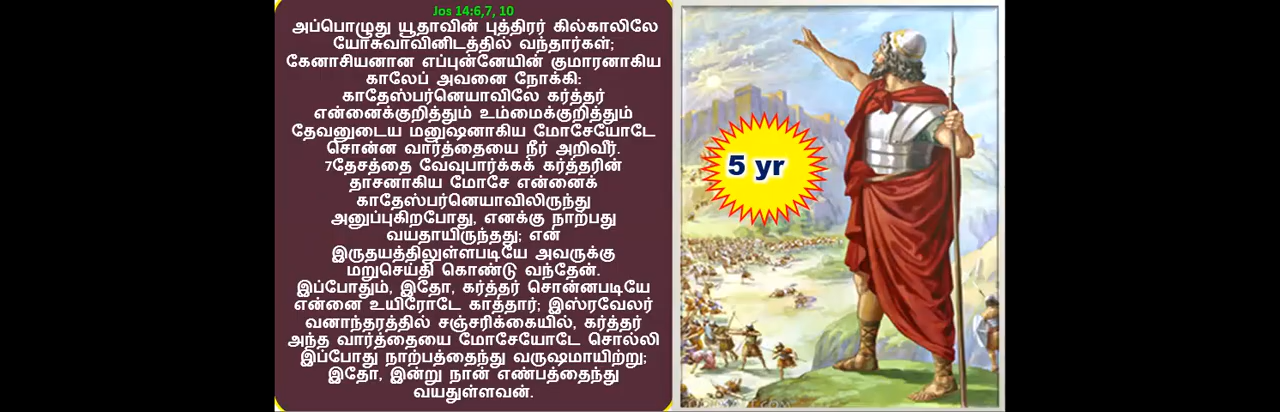 Jos 14:6,7, 10
அப்பொழுது யூதாவின் புத்திரர் கில்காலிலே
யோசுவாவினிடத்தில் வந்தார்கள்;
கேனாசியனான எப்புன்னேயின் குமாரனாகிய
காலேப் அவனை நோக்கி:
காதேஸ்பர்னெயாவிலே கர்த்தர்
என்னைக்குறித்தும் உம்மைக்குறித்தும்
தேவனுடைய மனுஷனாகிய மோசேயோடே
சொன்ன வார்த்தையை நீர் அறிவீர்.
7தேசத்தை வேவுபார்க்கக் கர்த்தரின்
தாசனாகிய மோசே என்னைக்
காதேஸ்பர்னெயாவிலிருந்து
அனுப்புகிறபோது, எனக்கு நாற்பது
வயதாயிருந்தது; என்
இருதயத்திலுள்ளபடியே அவருக்கு
மறுசெய்தி கொண்டு வந்தேன்.
இப்போதும், இதோ, கர்த்தர் சொன்னபடியே
என்னை உயிரோடே காத்தார்; இஸ்ரவேலர்
வனாந்தரத்தில் சஞ்சரிக்கையில், கர்த்தர்
அந்த வார்த்தையை மோசேயோடே சொல்லி
இப்போது நாற்பத்தைந்து வருஷமாயிற்று;
இதோ, இன்று நான் எண்பத்தைந்து
வயதுள்ளவன்.
5 yr